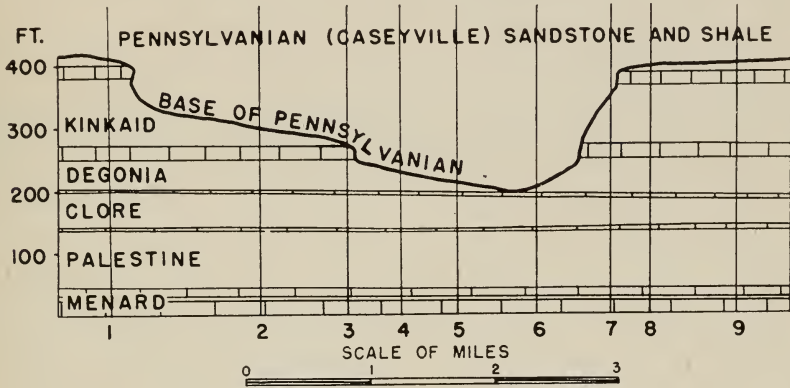 FT. PENNSYLVANIAN (CASEYVILLE) SANDSTONE AND SHALE
400
BASE OF PENNSYLVANIAN
300
KINKAID
DEGONIA
200
CLORE
100
PALESTINE
MENARD
1 2 3 4 5 6 7 8 9
SCALE OF MILES
0 1 2 3